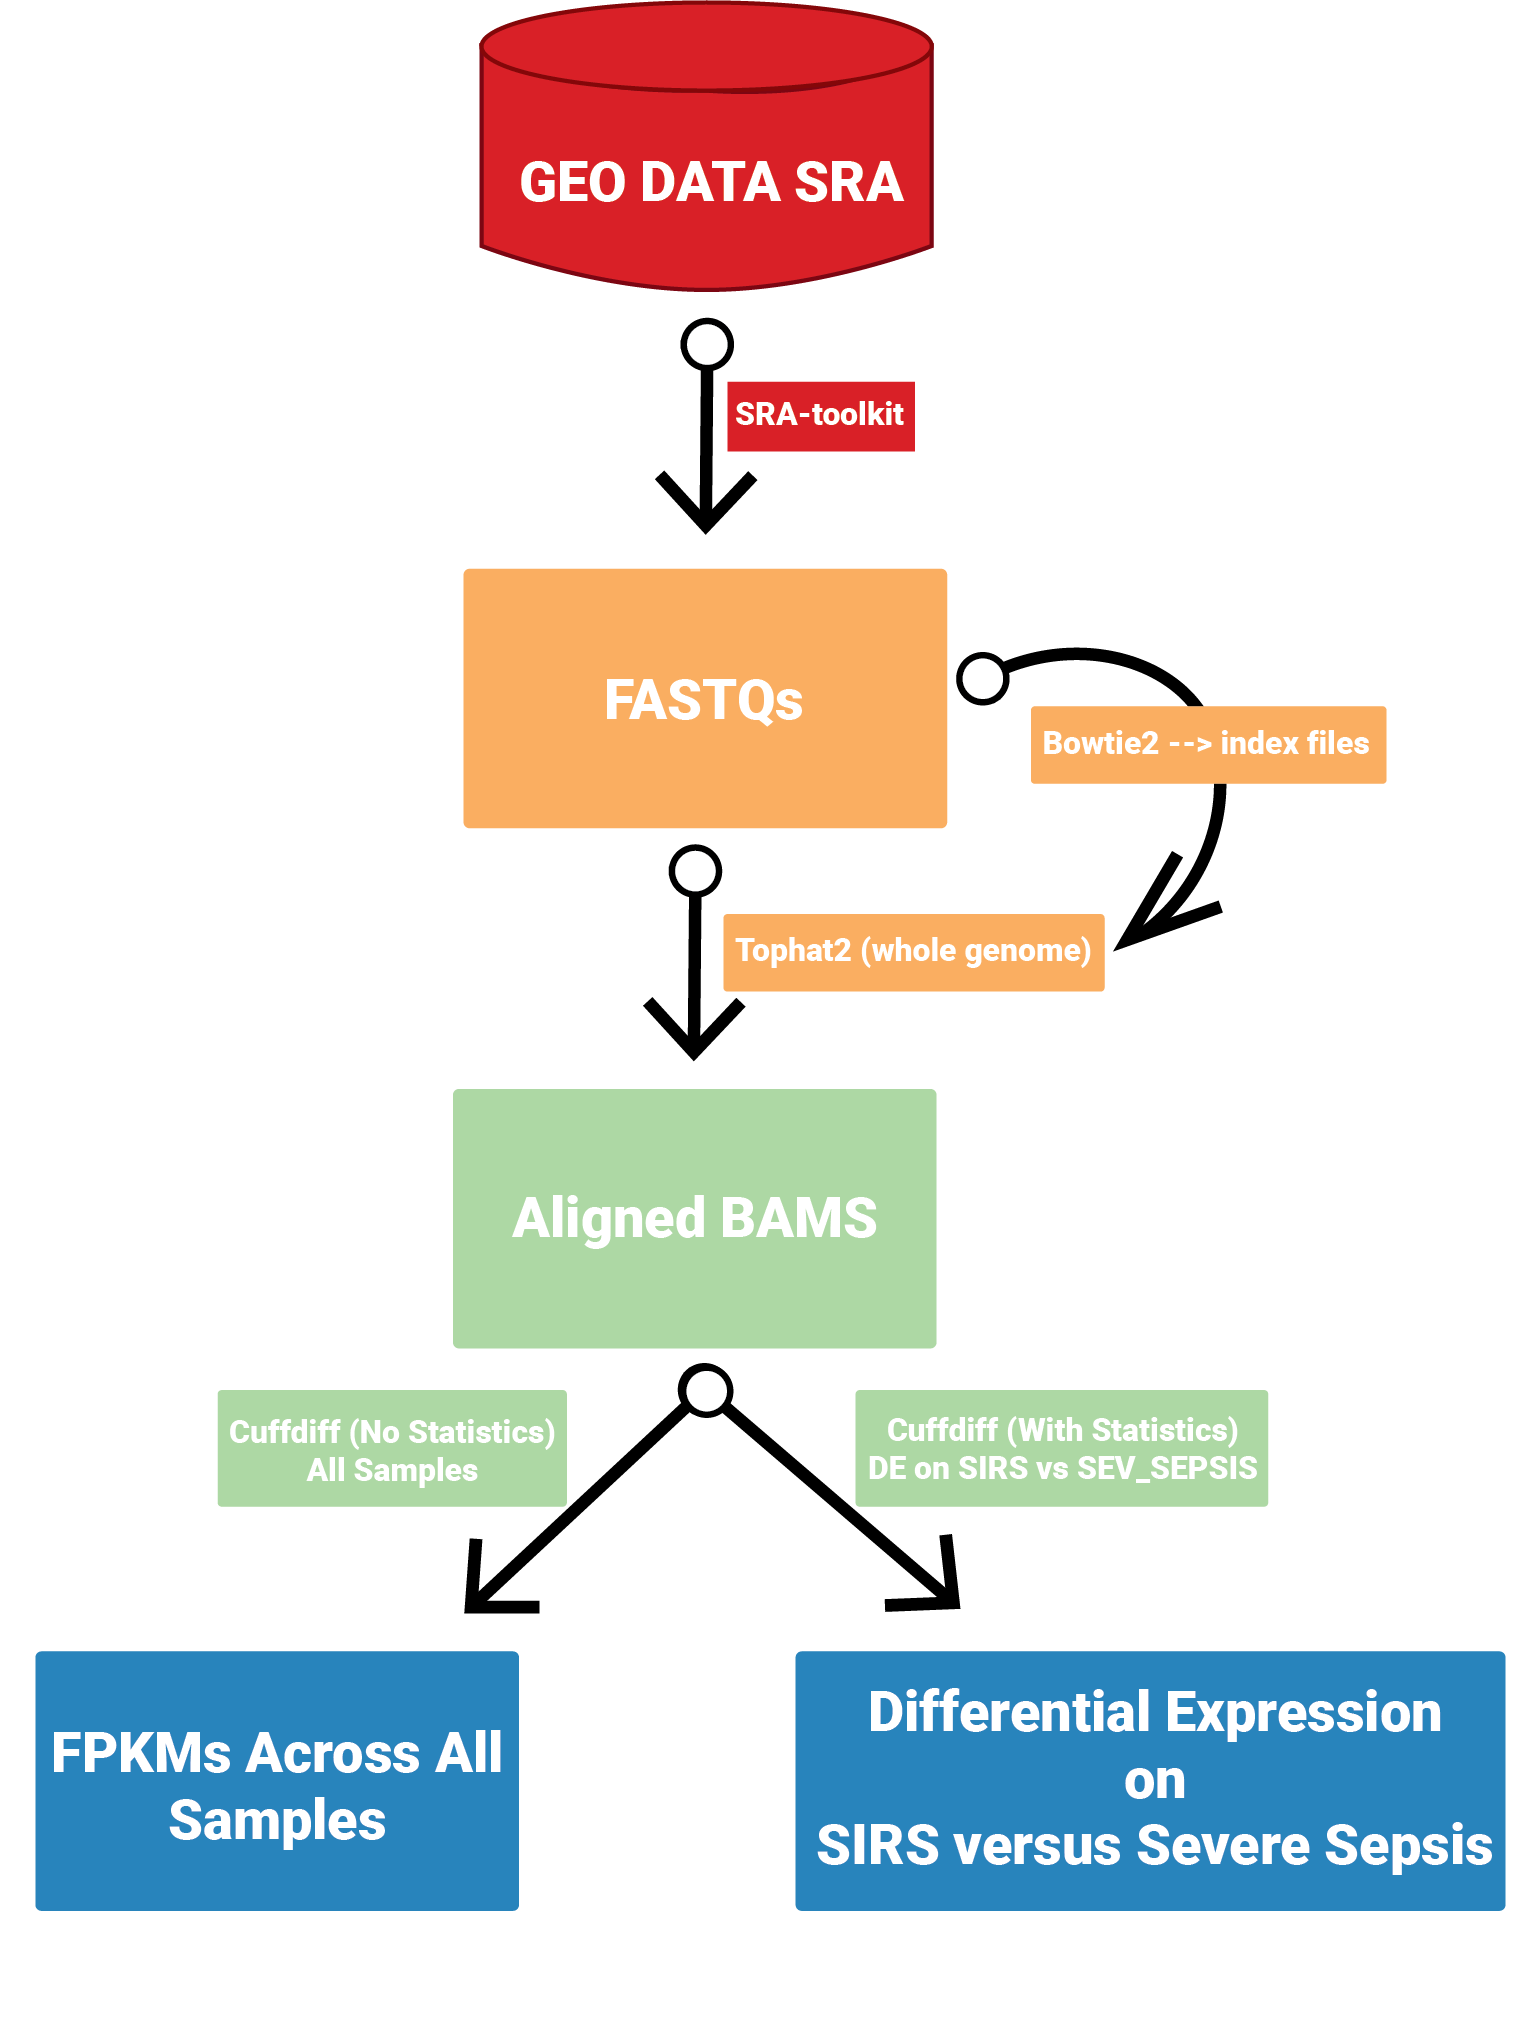 GEO DATA SRA
SRA-toolkit
FASTQs
Bowtie2 --> index files
Tophat2 (whole genome)
Aligned BAMS
Cuffdiff (No Statistics)
All Samples
Cuffdiff (With Statistics)
DE on SIRS vs SEV_SEPSIS
FPKMs Across All
Samples
Differential Expression
on
SIRS versus Severe Sepsis